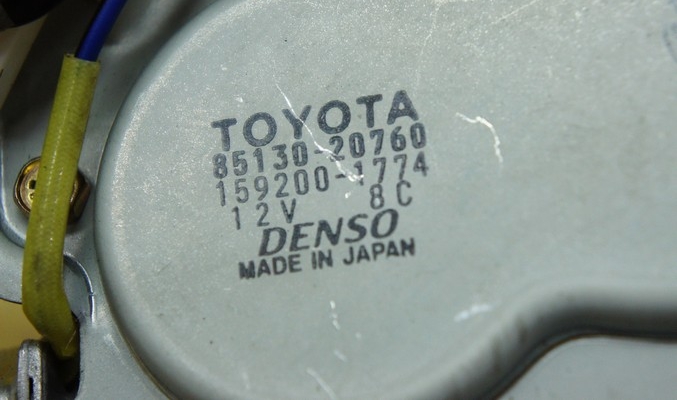 TOYOTA
85130-20760
159200-1774
12V 8C
DENSO
MADE IN JAPAN